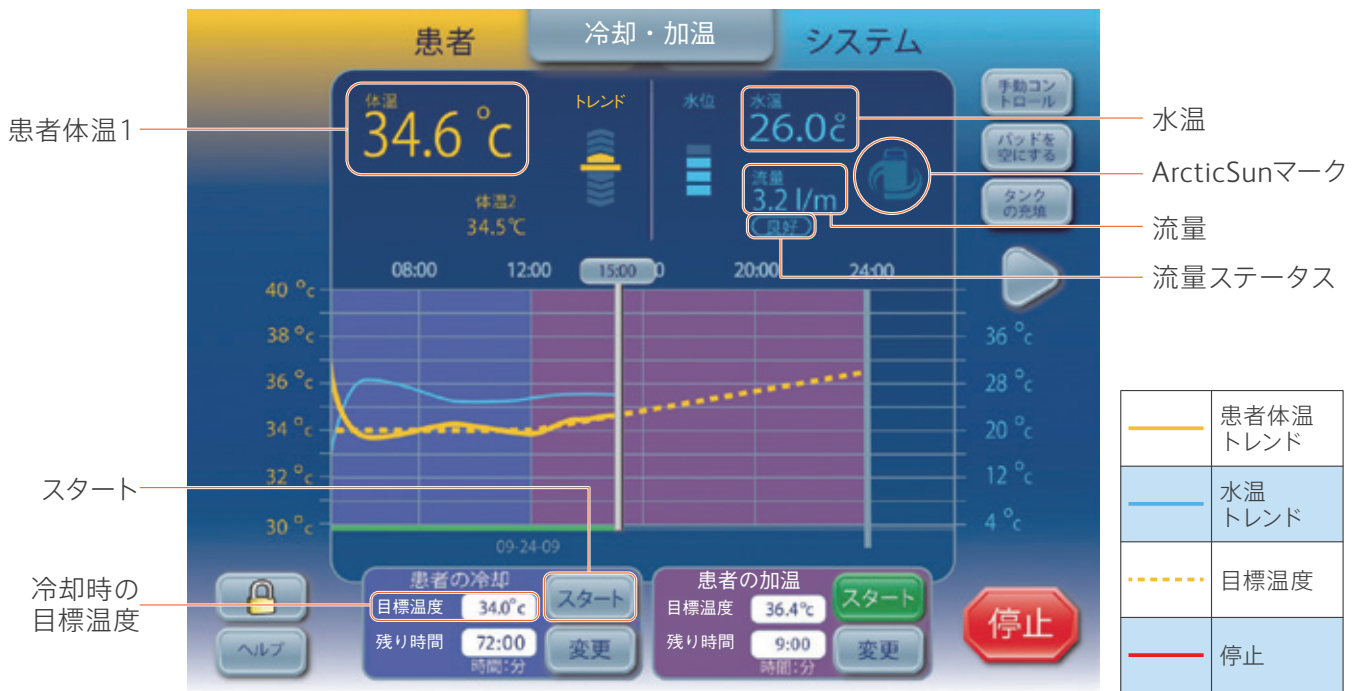 患者
冷却・加温
システム
体温
34.6 °c
トレンド
水位
水温
26.0c
手動コン
トロール
患者体温1
水温
パッドを
空にする
ArcticSunマーク
流量
3.2 l/m
タンク
の充填
体温2
34.5℃
良好
流量
流量ステータス
08:00
12:00
15:00
20:00
24:00
40 °c
38 °c
36 °c
36 °c
28 °c
34 °c
20 °c
32 °c
12 °c
30 °c
4 °c
患者体温
トレンド
水温
トレンド
目標温度
停止
スタート
09-24-09
冷却時の
目標温度
患者の冷却
目標温度
34.0°c
スタート
残り時間
72:00
変更
時間:分
患者の加温
目標温度
36.4°c
スタート
残り時間
9:00
変更
時間:分
停止
ヘルプ